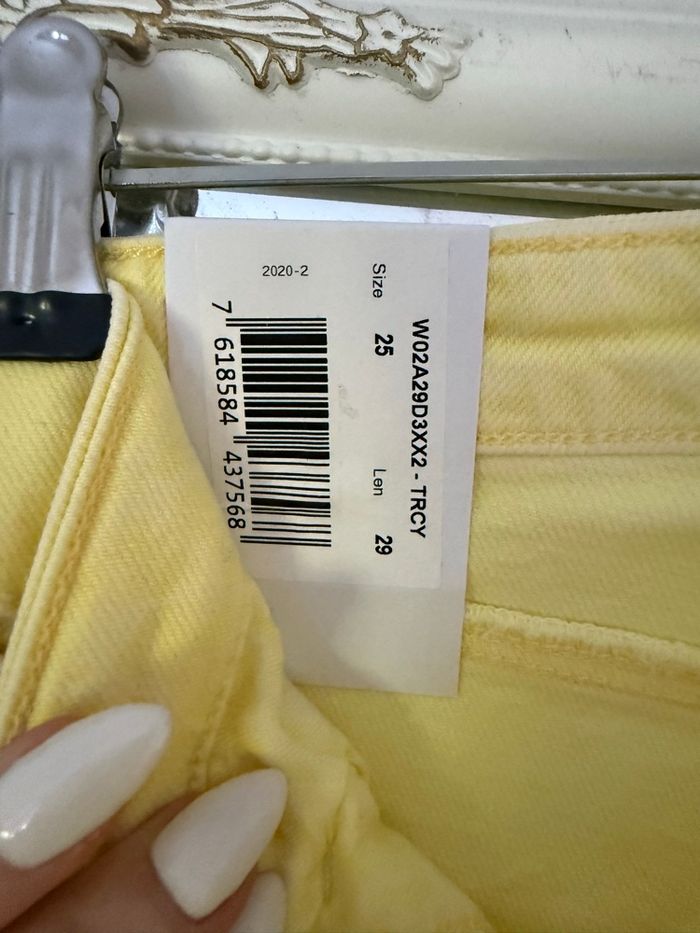 W02A29D3XX2 - TRCY
Size 25 Len 29
2020-2
7 618584 437568